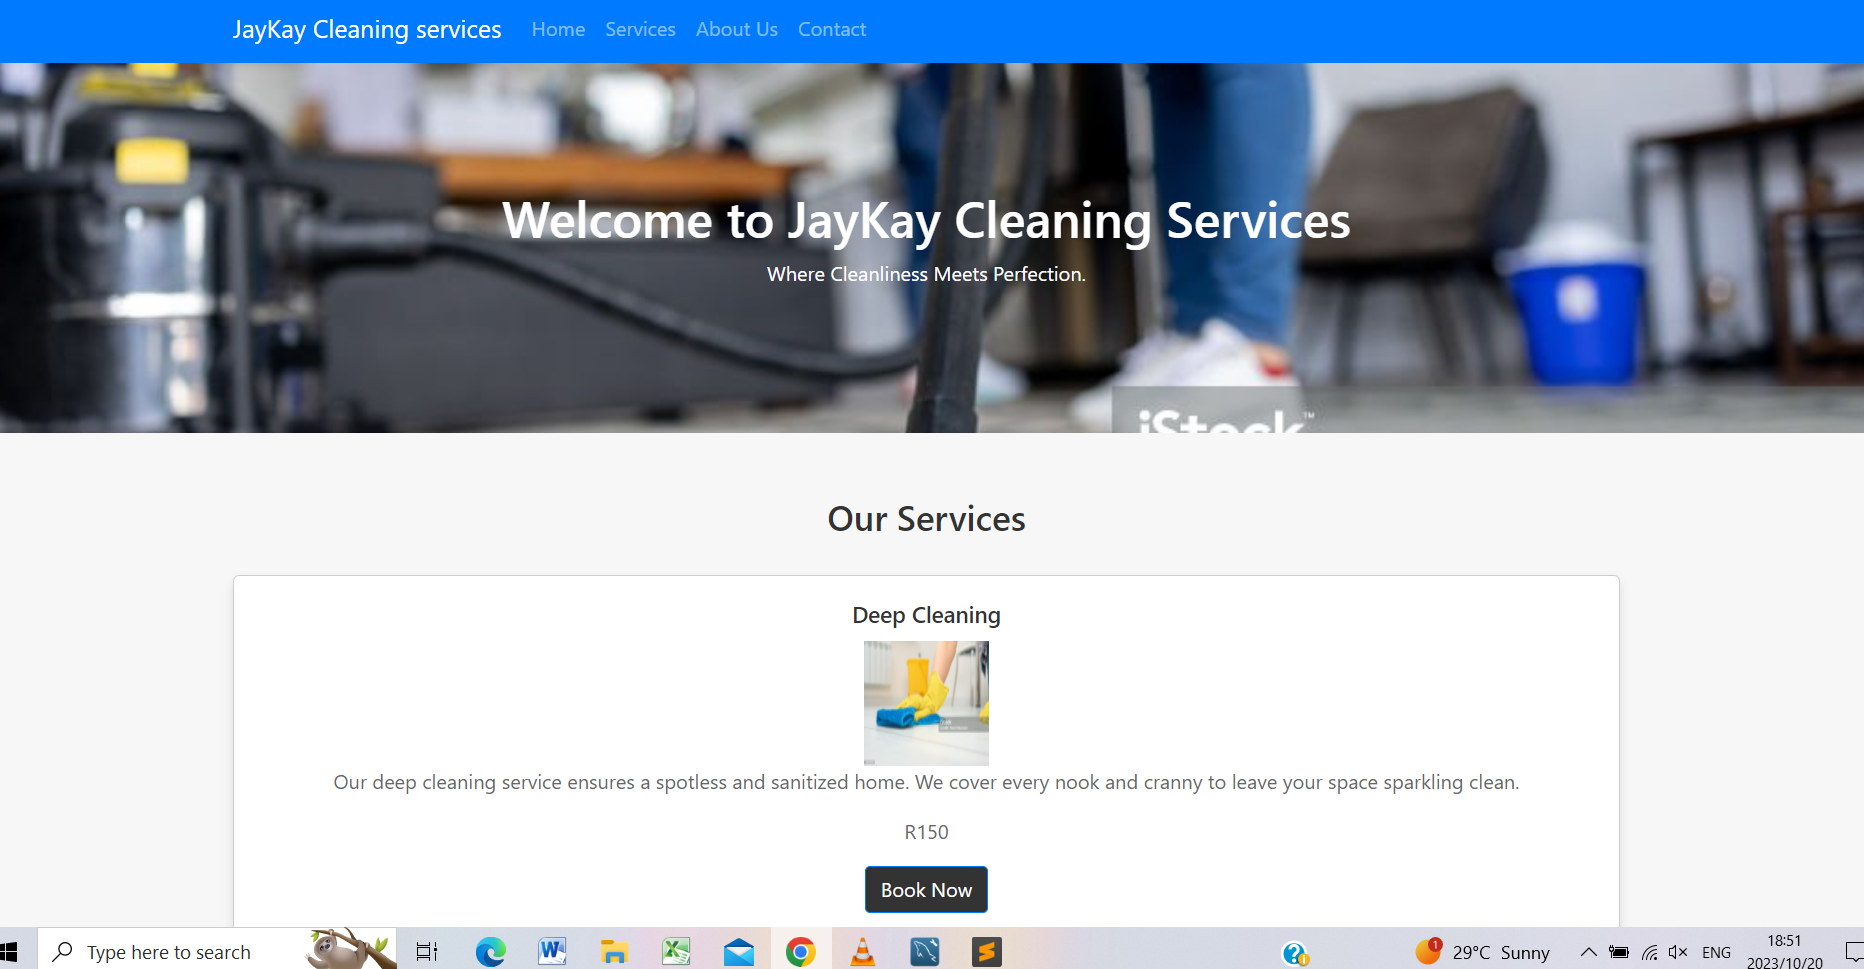 JayKay Cleaning services Home Services About Us Contact
Welcome to JayKay Cleaning Services
Where Cleanliness Meets Perfection.
iStock™
Our Services
Deep Cleaning
Our deep cleaning service ensures a spotless and sanitized home. We cover every nook and cranny to leave your space sparkling clean.
R150
Book Now
Type here to search
1
29°C Sunny
ENG
18:51
2023/10/20